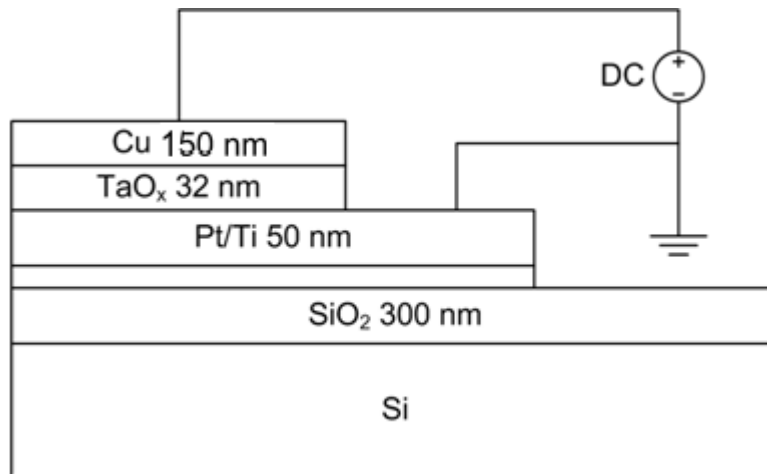 DC
+
−
Cu 150 nm
TaOₓ 32 nm
Pt/Ti 50 nm
SiO₂ 300 nm
Si